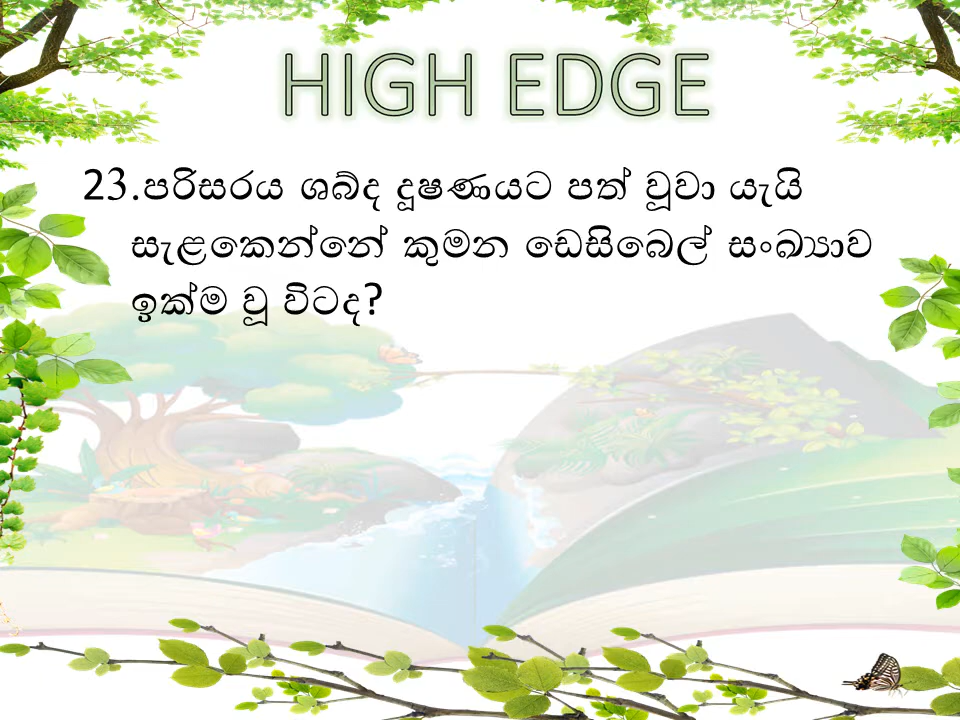 HIGH EDGE
23.පරිසරය ශබ්ද දූෂණයට පත් වූවා යැයි
සැළකෙන්නේ කුමන ඩෙසිබෙල් සංඛ්‍යාව
ඉක්ම වූ විටද?